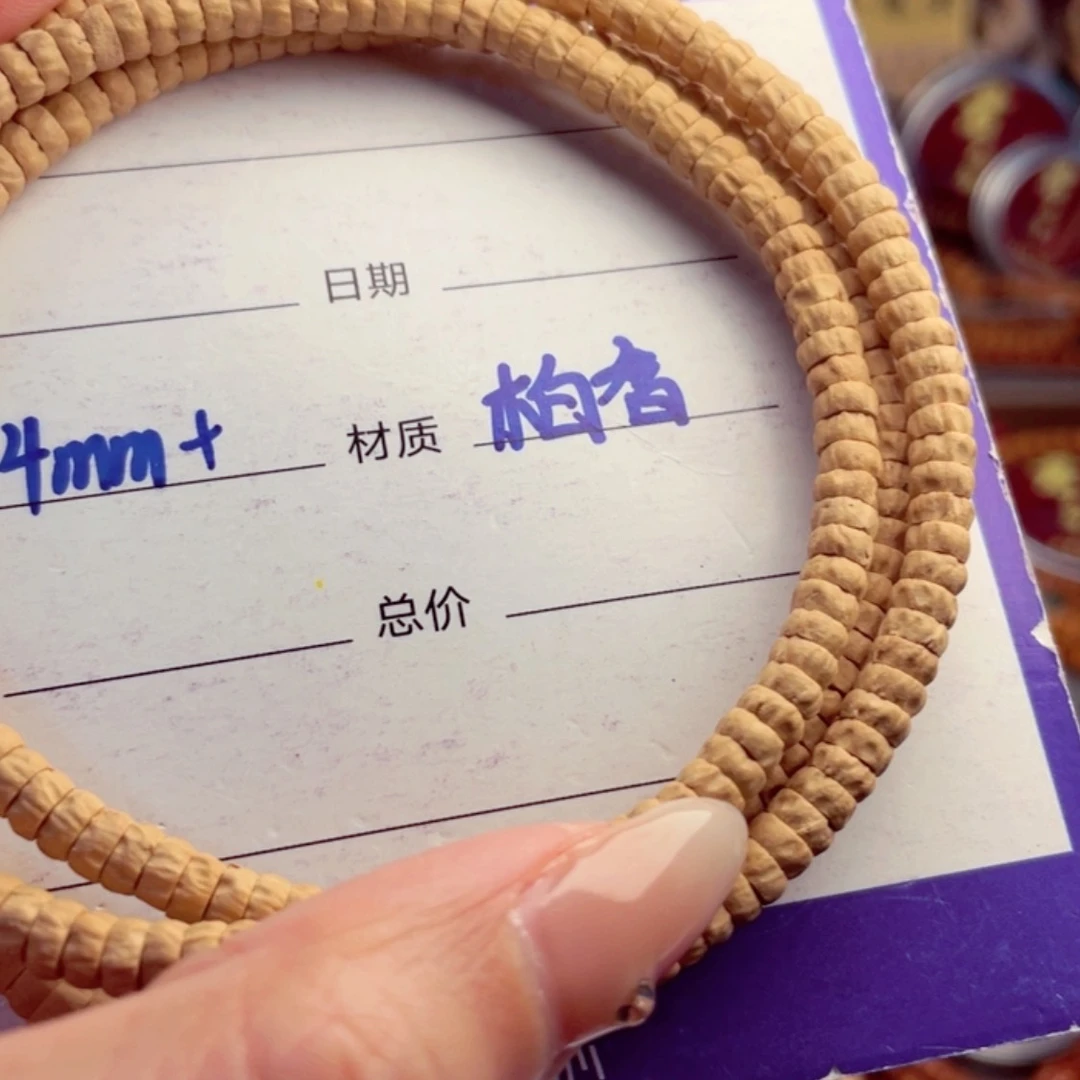 日期
4mm+ 材质 柏香
总价